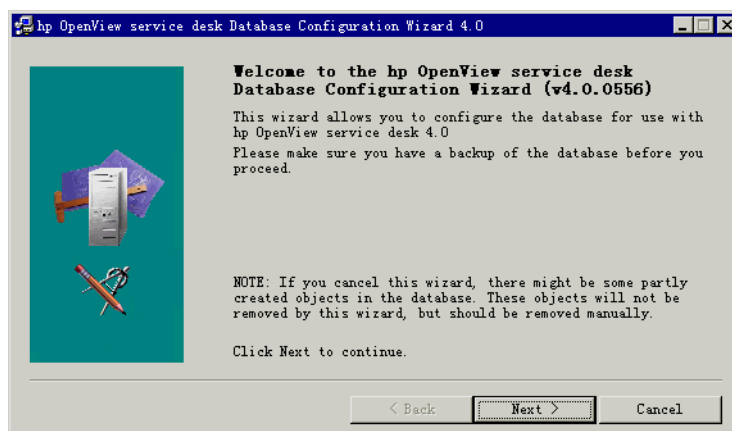 hp OpenView service desk Database Configuration Wizard 4.0
Welcome to the hp OpenView service desk
Database Configuration Wizard (v4.0.0556)
This wizard allows you to configure the database for use with
hp OpenView service desk 4.0
Please make sure you have a backup of the database before you
proceed.
NOTE: If you cancel this wizard, there might be some partly
created objects in the database. These objects will not be
removed by this wizard, but should be removed manually.
Click Next to continue.
< Back Next > Cancel